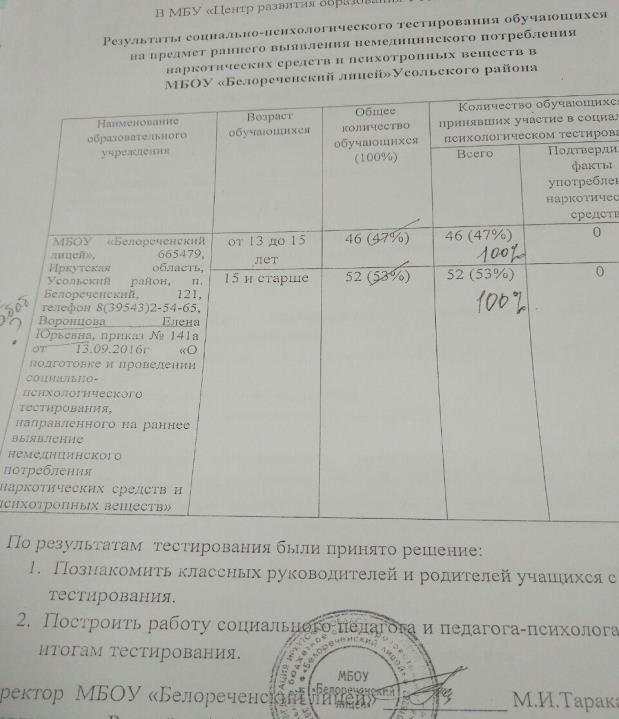 В МБУ «Центр развития образования
Результаты социально-психологического тестирования обучающихся
на предмет раннего выявления немедицинского потребления
наркотических средств и психотропных веществ в
МБОУ «Белореченский лицей»Усольского района
Наименование
образовательного
учреждения
Возраст
обучающихся
Общее
количество
обучающихся
(100%)
Количество обучающихс
принявших участие в социал
психологическом тестирова
Всего
Подтверди
факты
употреблен
наркотичес
средств
МБОУ «Белореченский
лицей», 665479,
Иркутская область,
Усольский район, п.
Белореченский, 121,
телефон 8(39543)2-54-65,
Воронцова Елена
Юрьевна, приказ № 141а
от 13.09.2016г «О
подготовке и проведении
социально-
психологического
тестирования,
направленного на раннее
выявление
немедицинского
потребления
наркотических средств и
психотропных веществ»
от 13 до 15
лет
46 (47%)
46 (47%)
100%
0
15 и старше
52 (53%)
52 (53%)
100%
0
По результатам тестирования были принято решение:
1. Познакомить классных руководителей и родителей учащихся с
тестирования.
2. Построить работу социального педагога и педагога-психолога
итогам тестирования.
ректор МБОУ «Белореченский лицей» М.И.Тарака
МБОУ
«Белореченский
лицей»